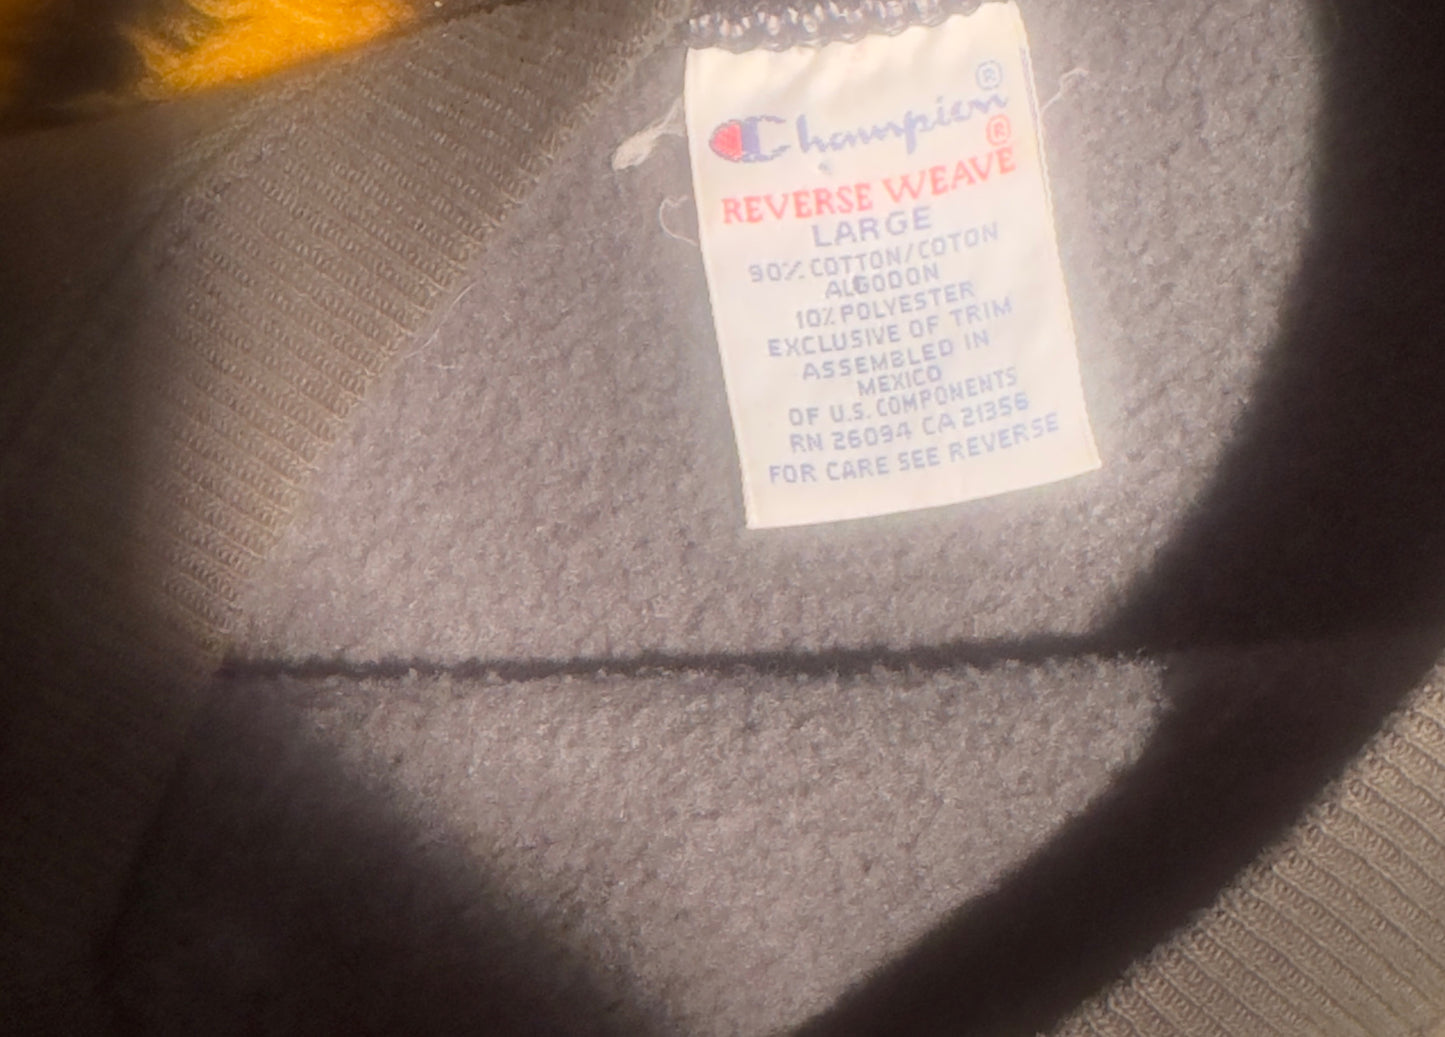 Champion®
REVERSE WEAVE®
LARGE
90% COTTON/COTON
ALGODON
10% POLYESTER
EXCLUSIVE OF TRIM
ASSEMBLED IN
MEXICO
OF U.S. COMPONENTS
RN 26094 CA 21356
FOR CARE SEE REVERSE